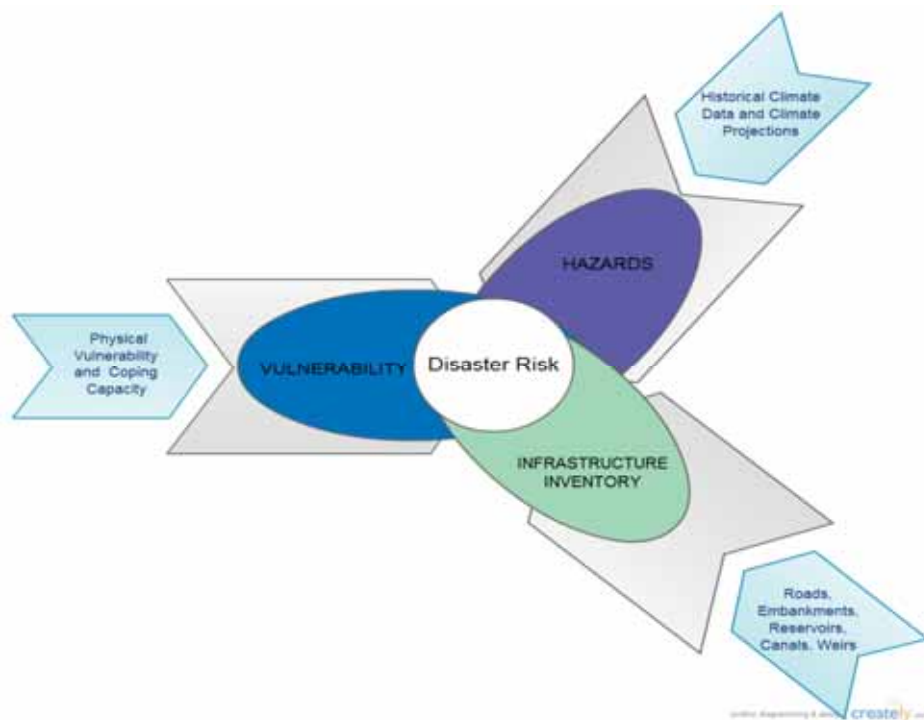 Historical Climate
Data and Climate
Projections
HAZARDS
Physical
Vulnerability
and Coping
Capacity
VULNERABILITY
Disaster Risk
INFRASTRUCTURE
INVENTORY
Roads,
Embankments,
Reservoirs,
Canals, Weirs
creately